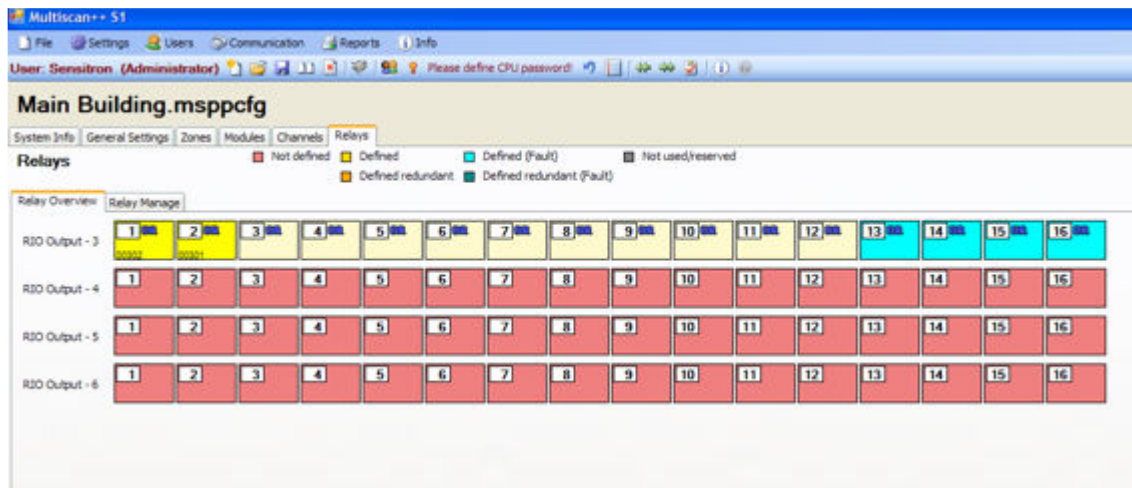 Multiscan++ S1
File Settings Users Communication Reports Info
User: Sensitron (Administrator) Please define CPU password!
Main Building.msppcfg
System Info General Settings Zones Modules Channels Relays
Relays Not defined Defined Defined (Fault) Not used/reserved
Defined redundant Defined redundant (Fault)
Relay Overview Relay Manage
RIO Output - 3 1 2 3 4 5 6 7 8 9 10 11 12 13 14 15 16
00302 00301
RIO Output - 4 1 2 3 4 5 6 7 8 9 10 11 12 13 14 15 16
RIO Output - 5 1 2 3 4 5 6 7 8 9 10 11 12 13 14 15 16
RIO Output - 6 1 2 3 4 5 6 7 8 9 10 11 12 13 14 15 16